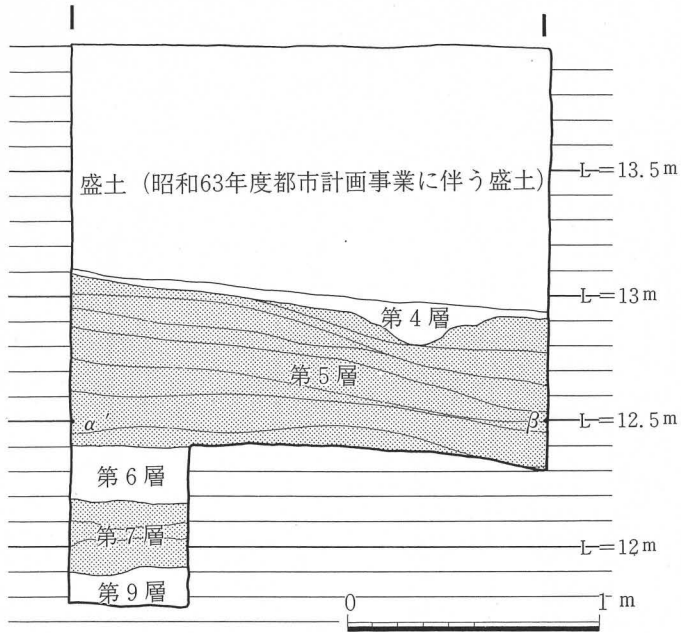 盛土（昭和63年度都市計画事業に伴う盛土）
L=13.5m
L=13m
第4層
第5層
α′
β
L=12.5m
第6層
第7層
L=12m
第9層
0
1 m